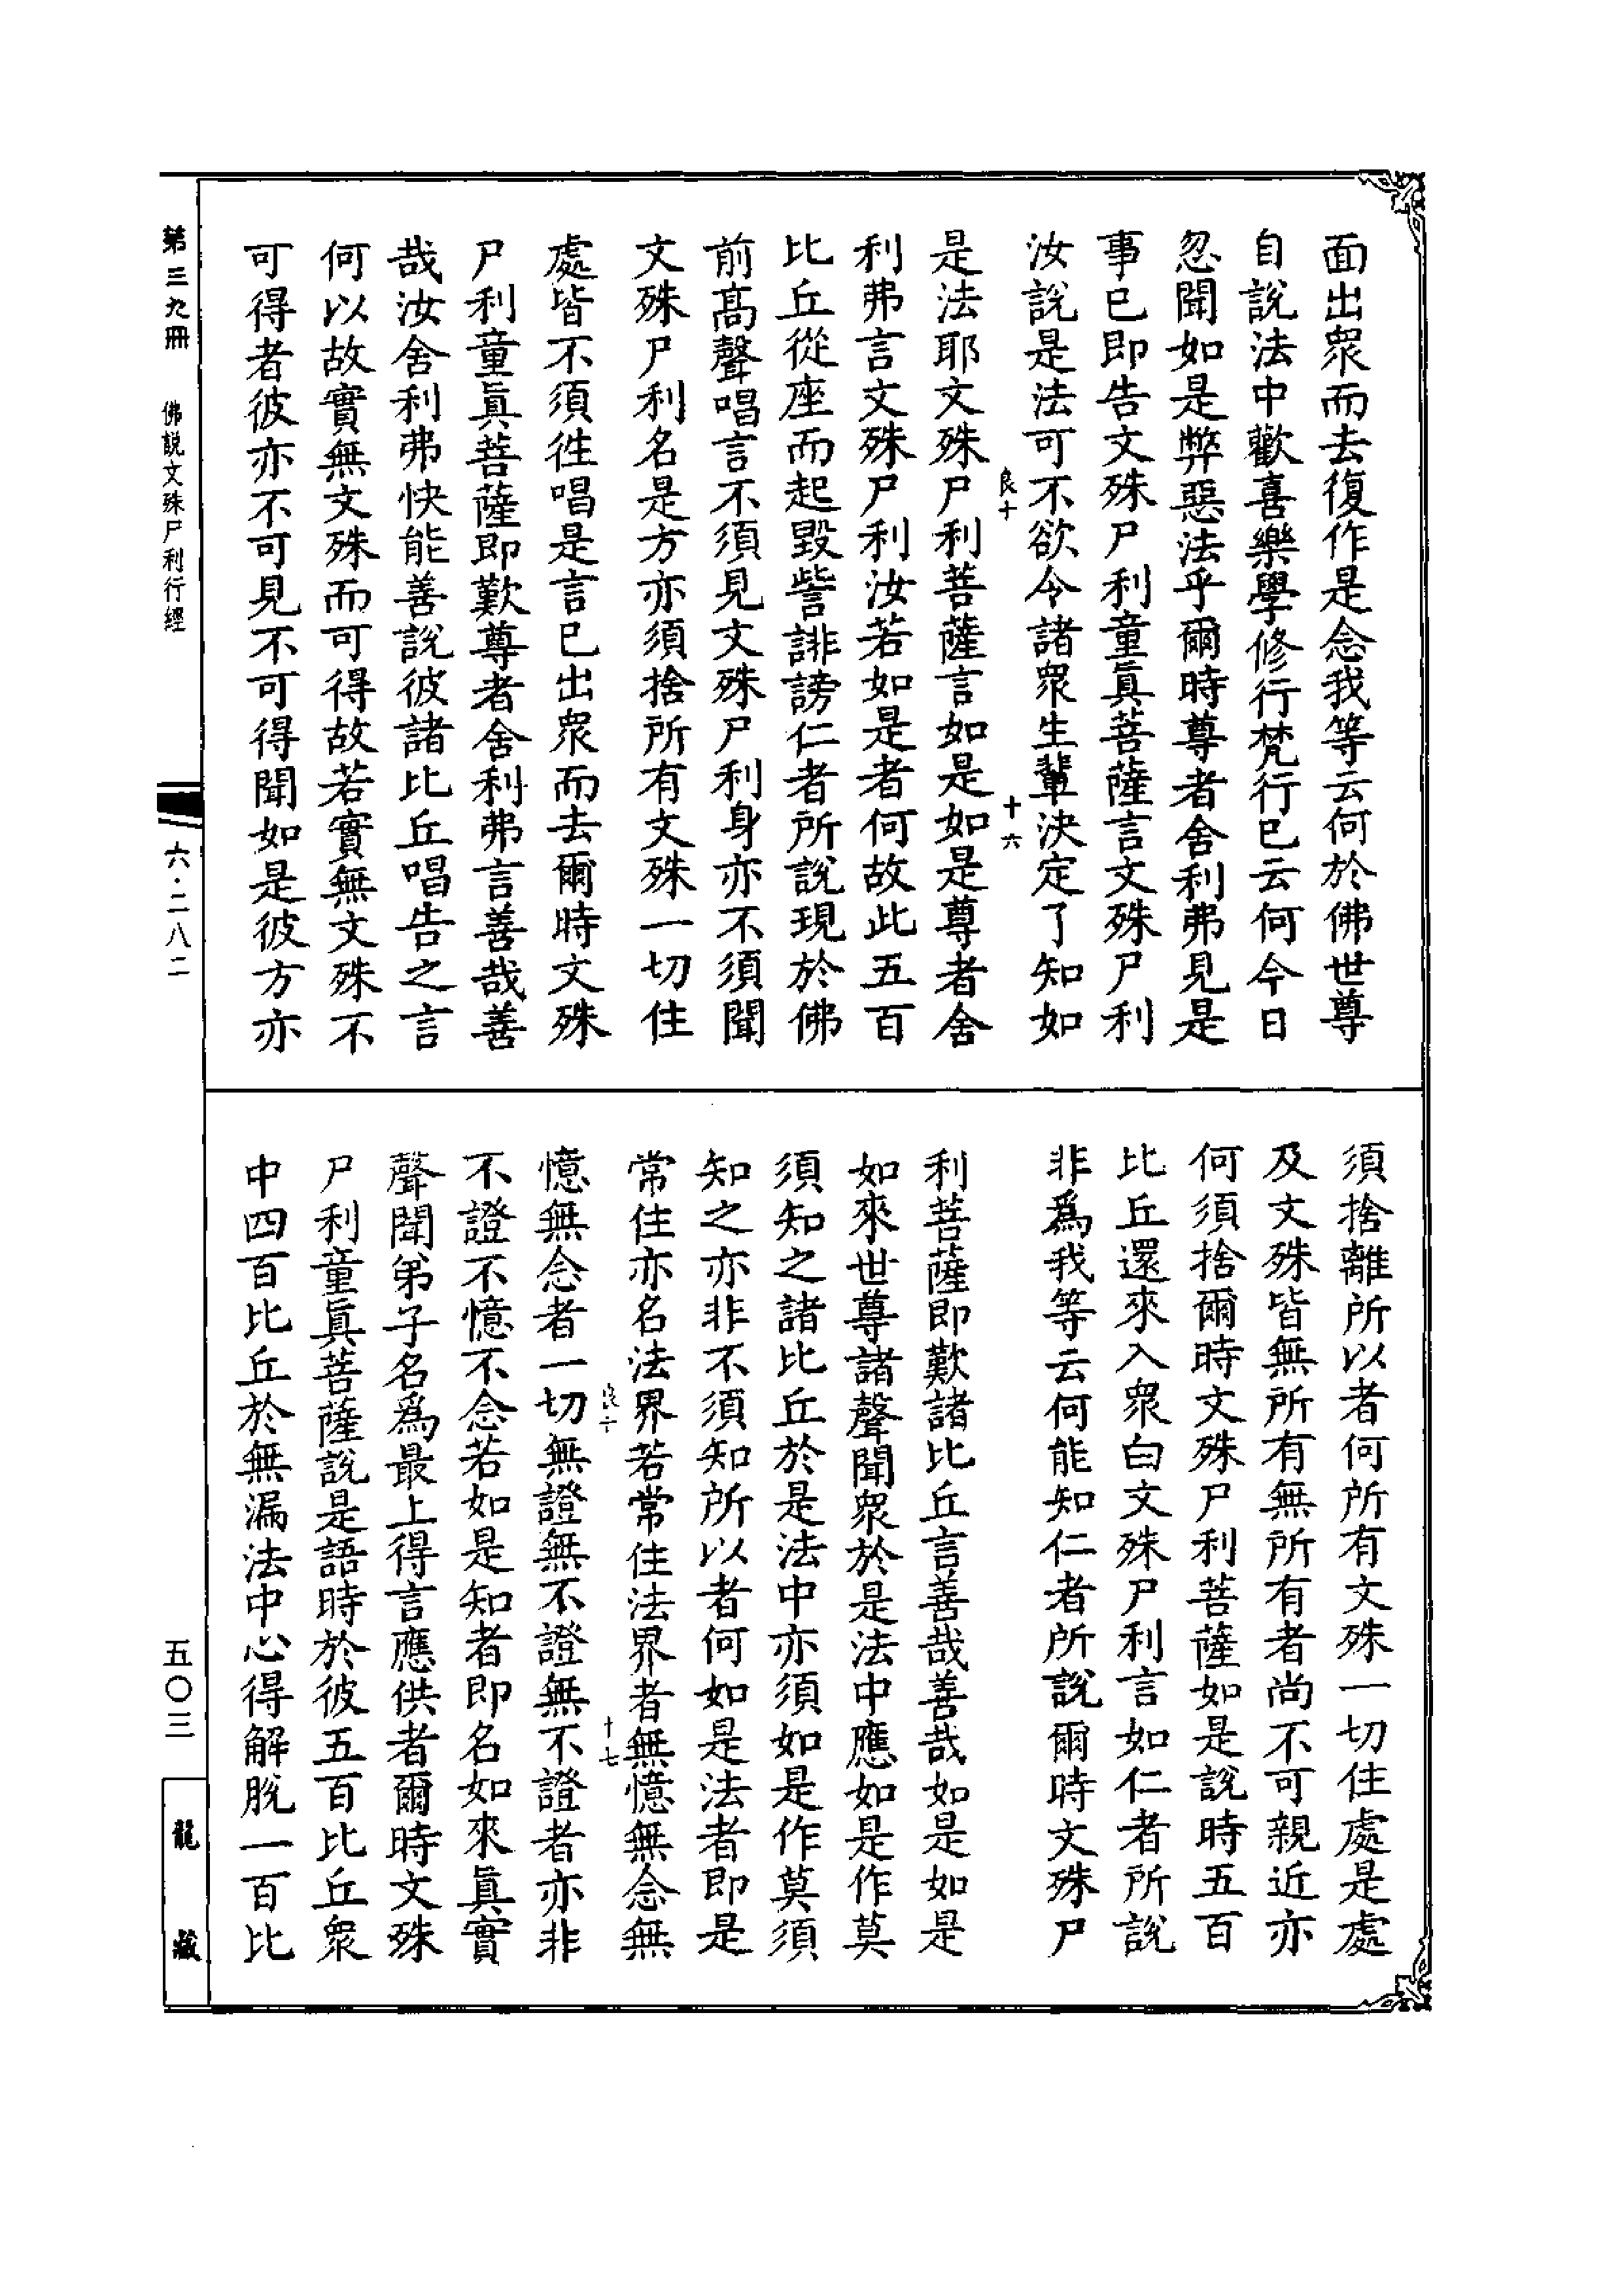 面出眾而去復作是念我等云何於佛世尊
自說法中歡喜樂學修行梵行已云何今日
忽聞如是弊惡法乎爾時尊者舍利弗見是
事已即告文殊尸利童真菩薩言文殊尸利
汝說是法可不欲令諸眾生輩決定了知如
良十
十六
是法耶文殊尸利菩薩言如是如是尊者舍
利弗言文殊尸利汝若如是者何故此五百
比丘從座而起毀訾誹謗仁者所說現於佛
前高聲唱言不須見文殊尸利身亦不須聞
文殊尸利名是方亦須捨所有文殊一切住
處皆不須徃唱是言已出眾而去爾時文殊
尸利童真菩薩即歎尊者舍利弗言善哉善
哉汝舍利弗快能善說彼諸比丘唱告之言
何以故實無文殊而可得故若實無文殊不
可得者彼亦不可見不可得聞如是彼方亦
須捨離所以者何所有文殊一切住處是處
及文殊皆無所有無所有者尚不可親近亦
何須捨爾時文殊尸利菩薩如是說時五百
比丘還來入眾白文殊尸利言如仁者所說
非為我等云何能知仁者所說爾時文殊尸
利菩薩即歎諸比丘言善哉善哉如是如是
如來世尊諸聲聞眾於是法中應如是作莫
須知之諸比丘於是法中亦須如是作莫須
知之亦非不須知所以者何如是法者即是
常住亦名法界若常住法界者無憶無念無
良十
十七
憶無念者一切無證無不證無不證者亦非
不證不憶不念若如是知者即名如來真實
聲聞弟子名為最上得言應供者爾時文殊
尸利童真菩薩說是語時於彼五百比丘眾
中四百比丘於無漏法中心得解脫一百比
第三九冊 佛說文殊尸利行經
六·二八二
五〇三
龍藏